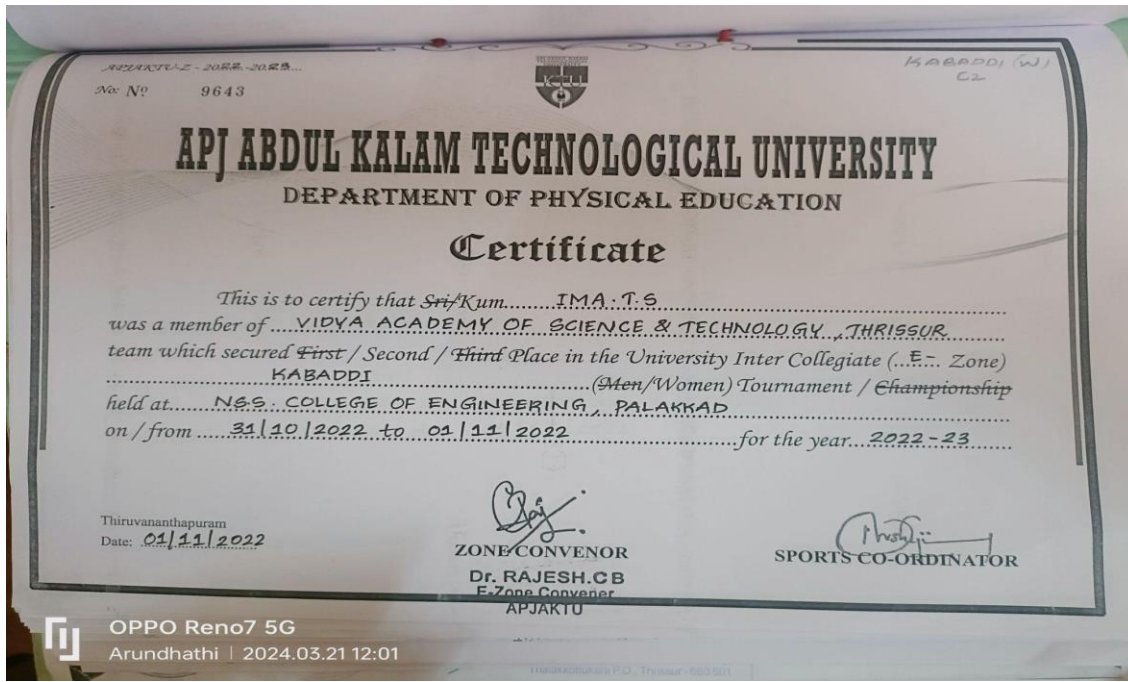 APJAKTU-Z - 2022-2023...
KABADDI (W)
C2
No: Nº 9643
APJ ABDUL KALAM TECHNOLOGICAL UNIVERSITY
DEPARTMENT OF PHYSICAL EDUCATION
Certificate
This is to certify that Sri/Kum......IMA.T.S
was a member of....VIDYA ACADEMY OF SCIENCE & TECHNOLOGY, THRISSUR
team which secured First / Second / Third Place in the University Inter Collegiate (..E-.. Zone)
KABADDI (Men/Women) Tournament / Championship
held at......N.S.S. COLLEGE OF ENGINEERING, PALAKKAD
on / from ......31/10/2022 to 01/11/2022 ......for the year...2022-23
Thiruvananthapuram
Date: 01/11/2022
ZONE CONVENOR
SPORTS CO-ORDINATOR
Dr. RAJESH.C B
E-Zone Convener
APJAKTU
OPPO Reno7 5G
Arundhathi | 2024.03.21 12:01